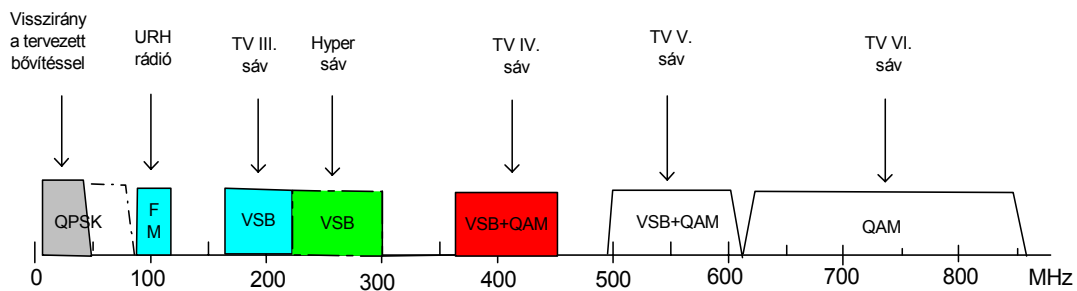 Visszirány
a tervezett
bővítéssel
URH
rádió
TV III.
sáv
Hyper
sáv
TV IV.
sáv
TV V.
sáv
TV VI.
sáv
QPSK
F
M
VSB
VSB
VSB+QAM
VSB+QAM
QAM
0
100
200
300
400
500
600
700
800
MHz